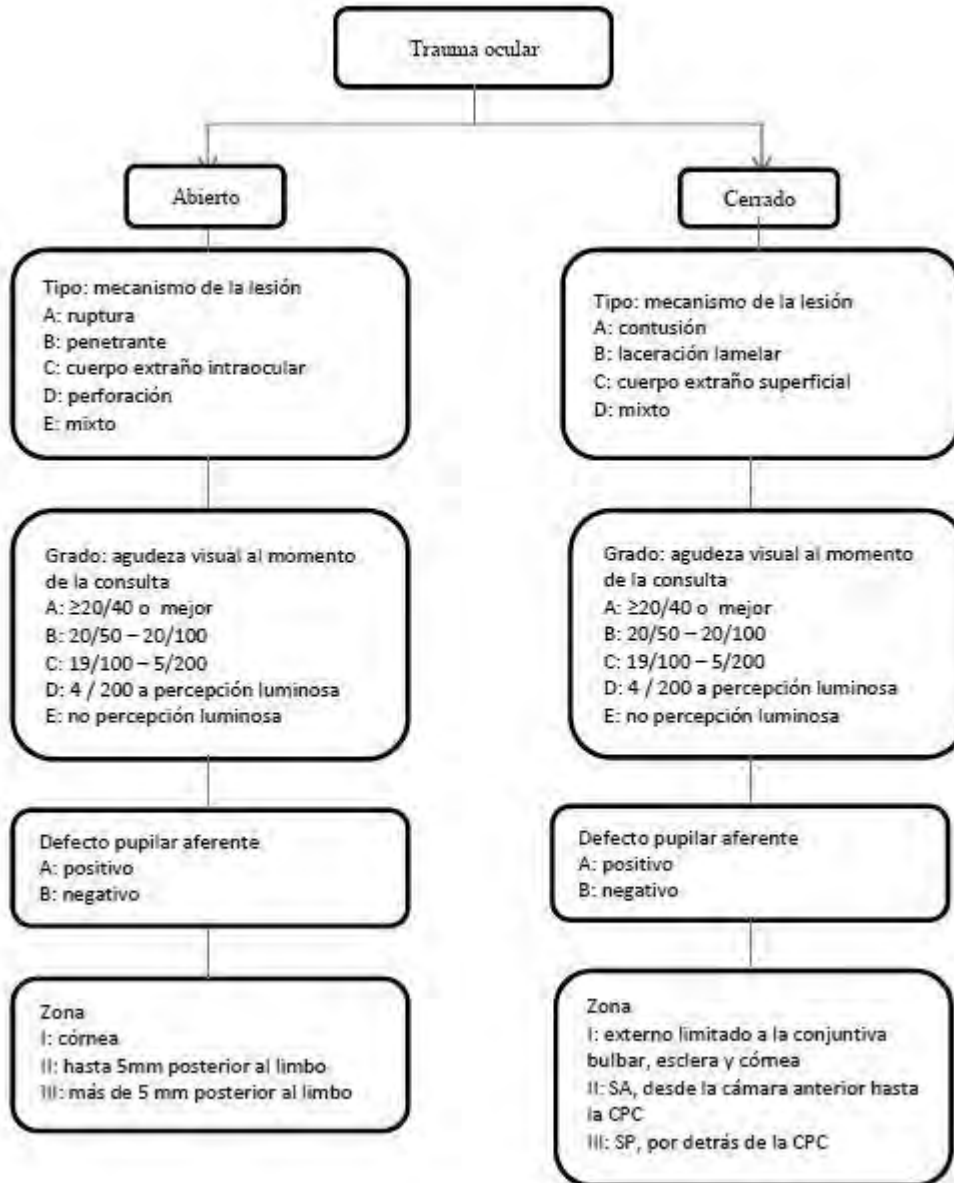 Trauma ocular
Abierto
Cerrado
Tipo: mecanismo de la lesión
A: ruptura
B: penetrante
C: cuerpo extraño intraocular
D: perforación
E: mixto
Tipo: mecanismo de la lesión
A: contusión
B: laceración lamelar
C: cuerpo extraño superficial
D: mixto
Grado: agudeza visual al momento
de la consulta
A: ≥20/40 o mejor
B: 20/50 – 20/100
C: 19/100 – 5/200
D: 4 / 200 a percepción luminosa
E: no percepción luminosa
Grado: agudeza visual al momento
de la consulta
A: ≥20/40 o mejor
B: 20/50 – 20/100
C: 19/100 – 5/200
D: 4 / 200 a percepción luminosa
E: no percepción luminosa
Defecto pupilar aferente
A: positivo
B: negativo
Defecto pupilar aferente
A: positivo
B: negativo
Zona
I: córnea
II: hasta 5mm posterior al limbo
III: más de 5 mm posterior al limbo
Zona
I: externo limitado a la conjuntiva
bulbar, esclera y córnea
II: SA, desde la cámara anterior hasta
la CPC
III: SP, por detrás de la CPC